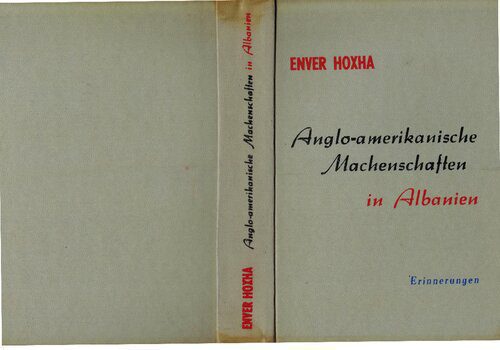 ENVER HOXHA Anglo-amerikanische Machenschaften in Albanien
ENVER HOXHA
Anglo-amerikanische
Machenschaften
in Albanien
Erinnerungen